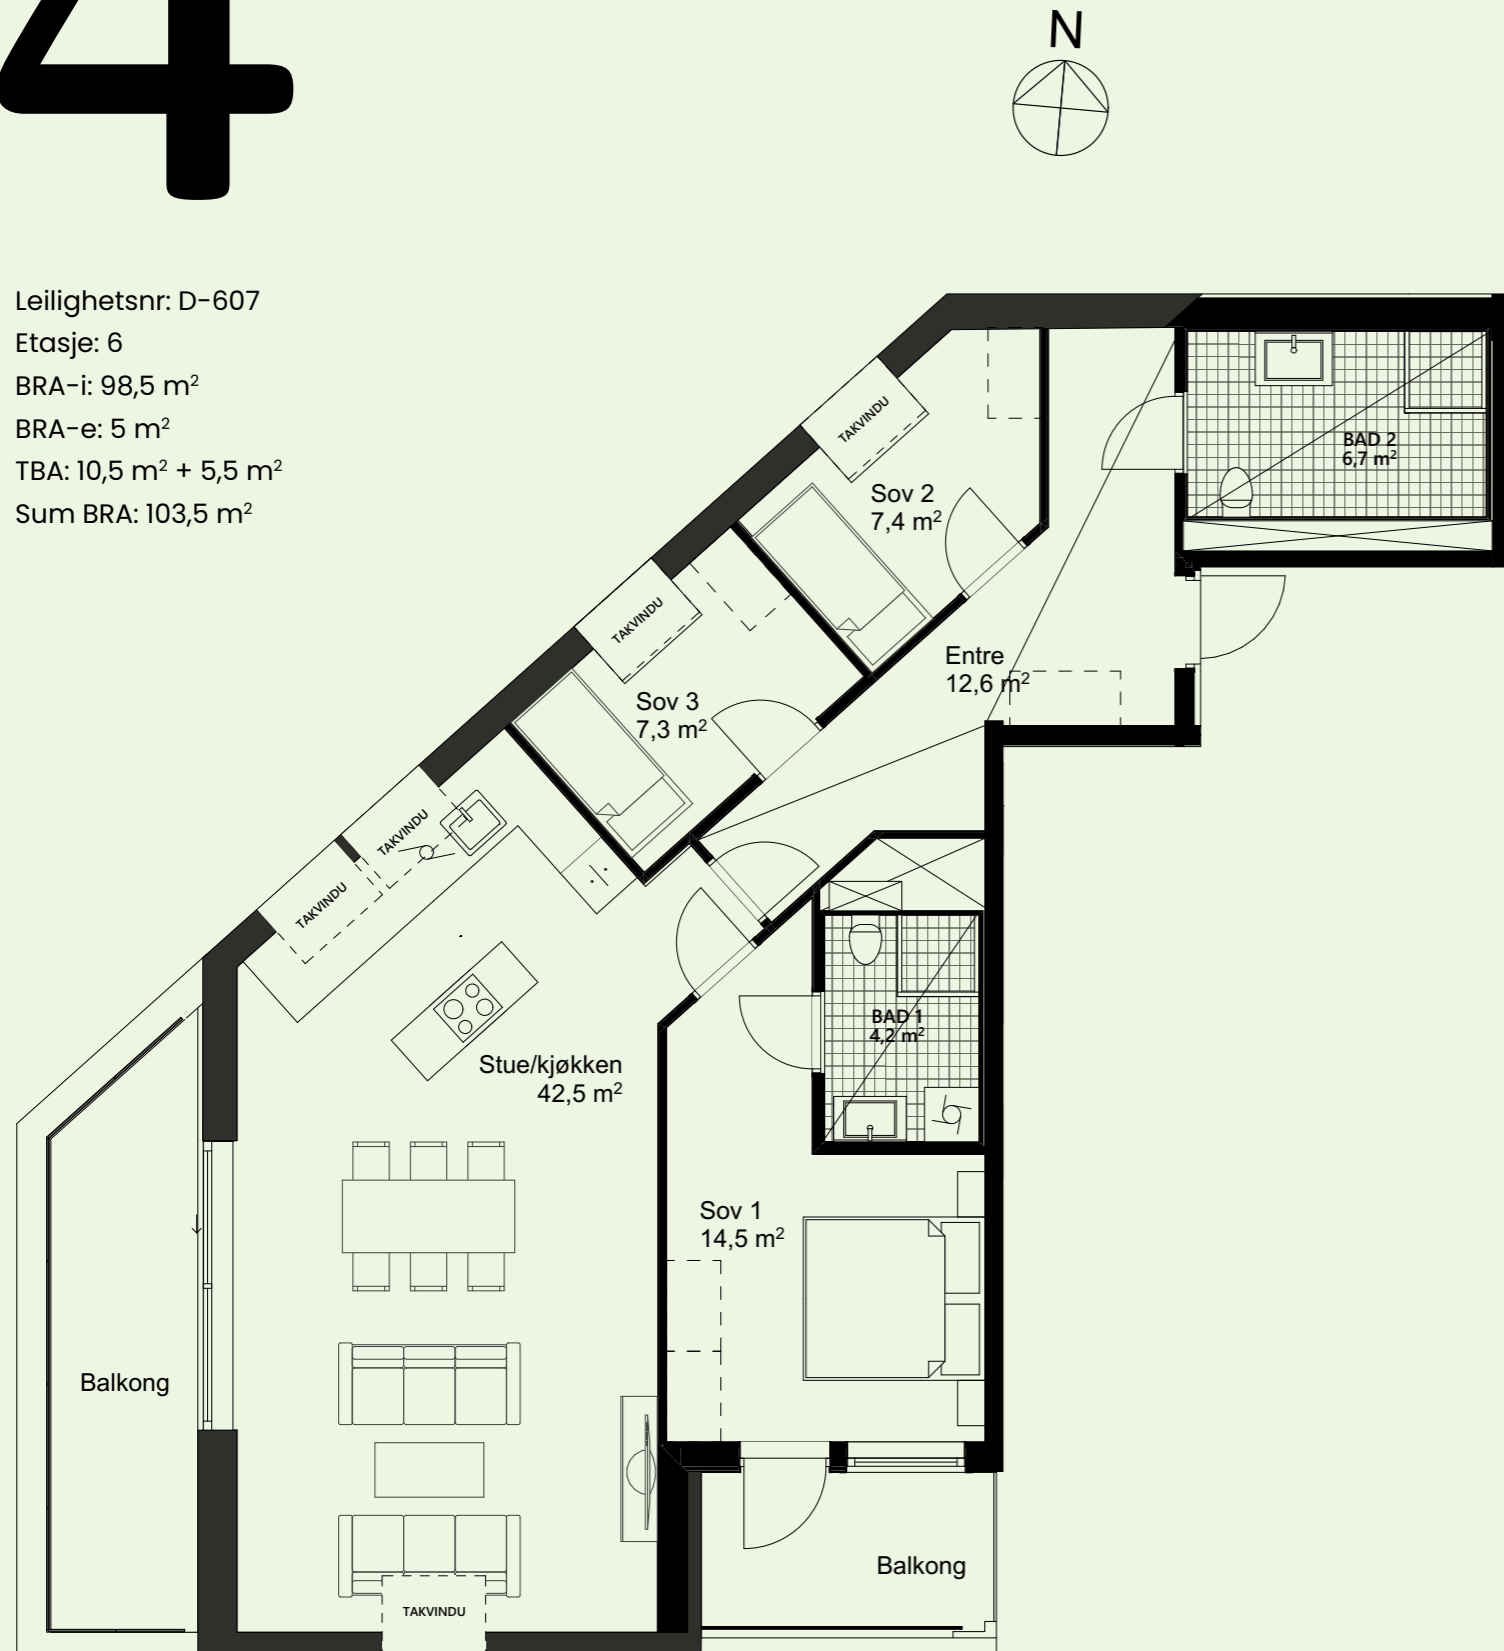 4
N
Leilighetsnr: D-607
Etasje: 6
BRA-i: 98,5 m²
BRA-e: 5 m²
TBA: 10,5 m² + 5,5 m²
Sum BRA: 103,5 m²
TAKVINDU
BAD 2
6,7 m²
Sov 2
7,4 m²
TAKVINDU
Entre
12,6 m²
Sov 3
7,3 m²
TAKVINDU
TAKVINDU
BAD 1
4,2 m²
Stue/kjøkken
42,5 m²
Sov 1
14,5 m²
Balkong
Balkong
TAKVINDU